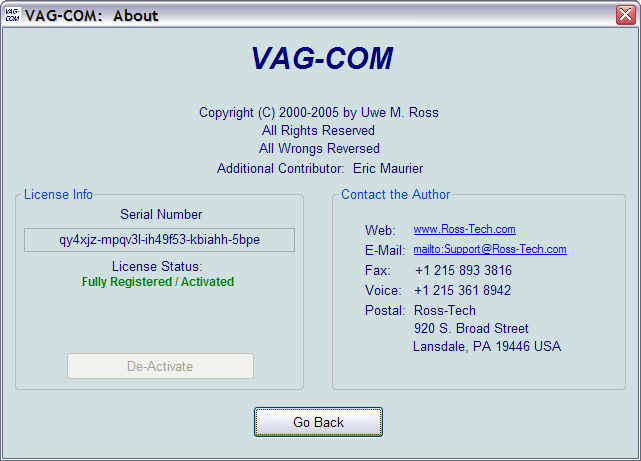 VAG-COM
VAG-COM: About
VAG-COM
Copyright (C) 2000-2005 by Uwe M. Ross
All Rights Reserved
All Wrongs Reversed
Additional Contributor: Eric Maurier
License Info
Serial Number
qy4xjz-mpqv3l-ih49f53-kbiahh-5bpe
License Status:
Fully Registered / Activated
De-Activate
Contact the Author
Web: www.Ross-Tech.com
E-Mail: mailto:Support@Ross-Tech.com
Fax: +1 215 893 3816
Voice: +1 215 361 8942
Postal: Ross-Tech
920 S. Broad Street
Lansdale, PA 19446 USA
Go Back